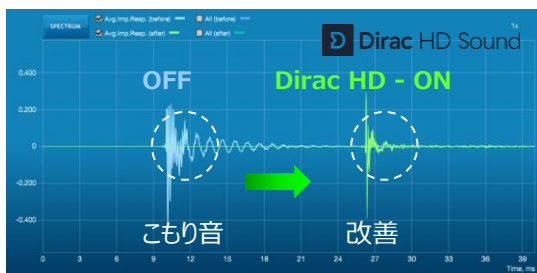 SPECTRUM
Avg.Imp.Resp. (before)
All (before)
Avg.Imp.Resp. (after)
All (after)
1x
Dirac HD Sound
OFF
Dirac HD - ON
0.400
0.200
0
-0.200
-0.400
こもり音
改善
0 3 6 9 12 15 18 21 24 27 30 33 36 39
Time, ms